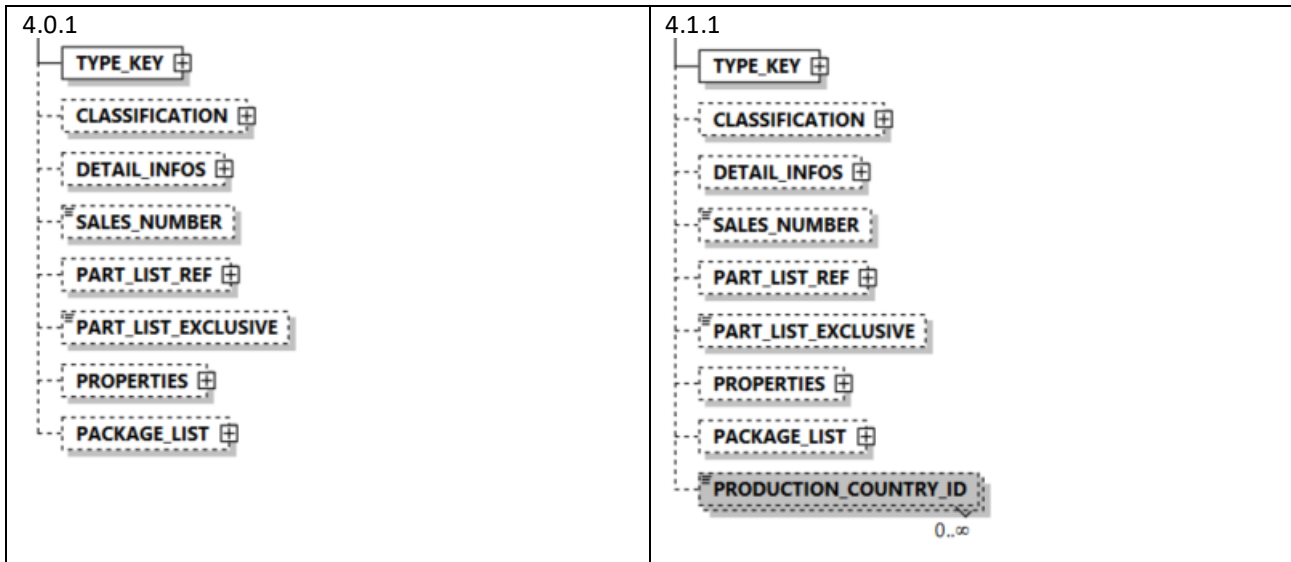 4.0.1
TYPE_KEY
CLASSIFICATION
DETAIL_INFOS
SALES_NUMBER
PART_LIST_REF
PART_LIST_EXCLUSIVE
PROPERTIES
PACKAGE_LIST
4.1.1
TYPE_KEY
CLASSIFICATION
DETAIL_INFOS
SALES_NUMBER
PART_LIST_REF
PART_LIST_EXCLUSIVE
PROPERTIES
PACKAGE_LIST
PRODUCTION_COUNTRY_ID
0..∞